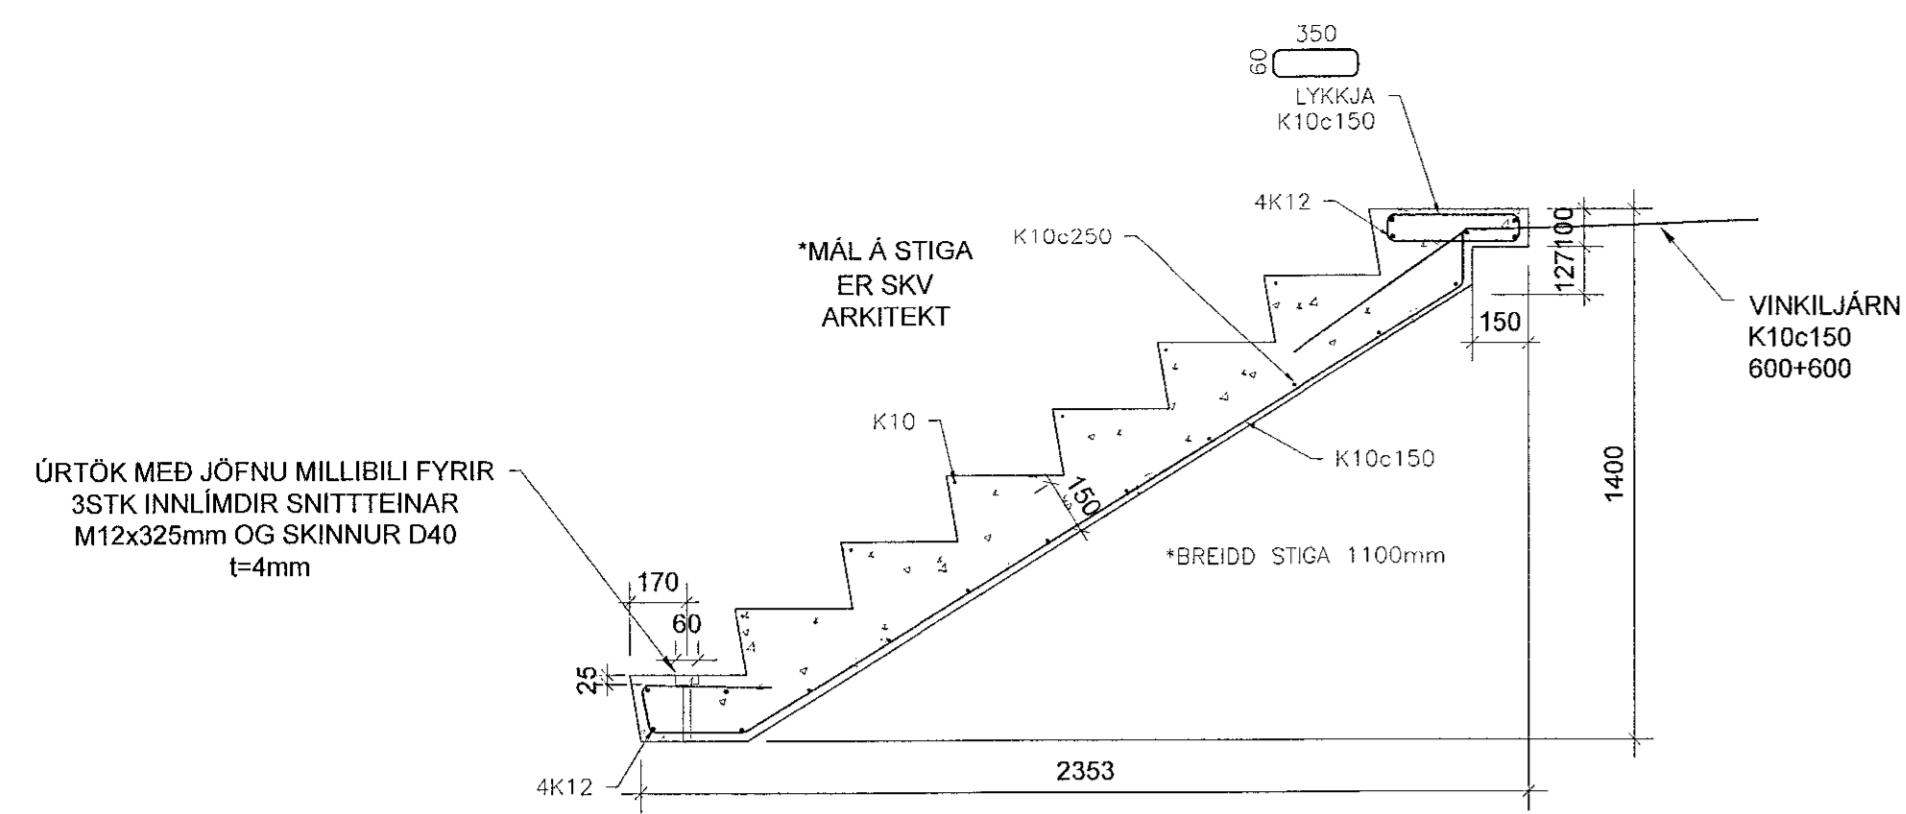 350
60
LYKKJA
K10c150
4K12
K10c250
*MÁL Á STIGA
ER SKV
ARKITEKT
100
127
150
VINKILJÁRN
K10c150
600+600
K10
K10c150
1400
150
ÚRTÖK MEÐ JÖFNU MILLIBILI FYRIR
3STK INNLÍMDIR SNITTTEINAR
M12x325mm OG SKINNUR D40
t=4mm
*BREIDD STIGA 1100mm
170
60
25
2353
4K12